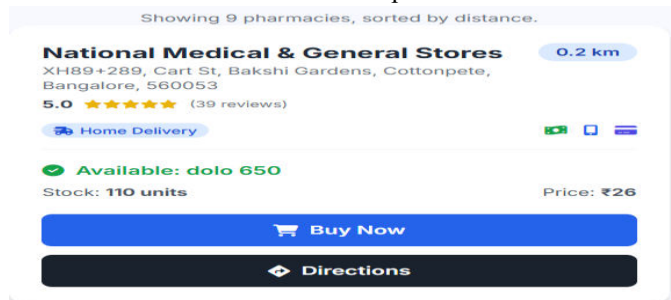 Showing 9 pharmacies, sorted by distance.
National Medical & General Stores 0.2 km
XH89+289, Cart St, Bakshi Gardens, Cottonpete,
Bangalore, 560053
5.0 (39 reviews)
Home Delivery
Available: dolo 650
Stock: 110 units Price: ₹26
Buy Now
Directions